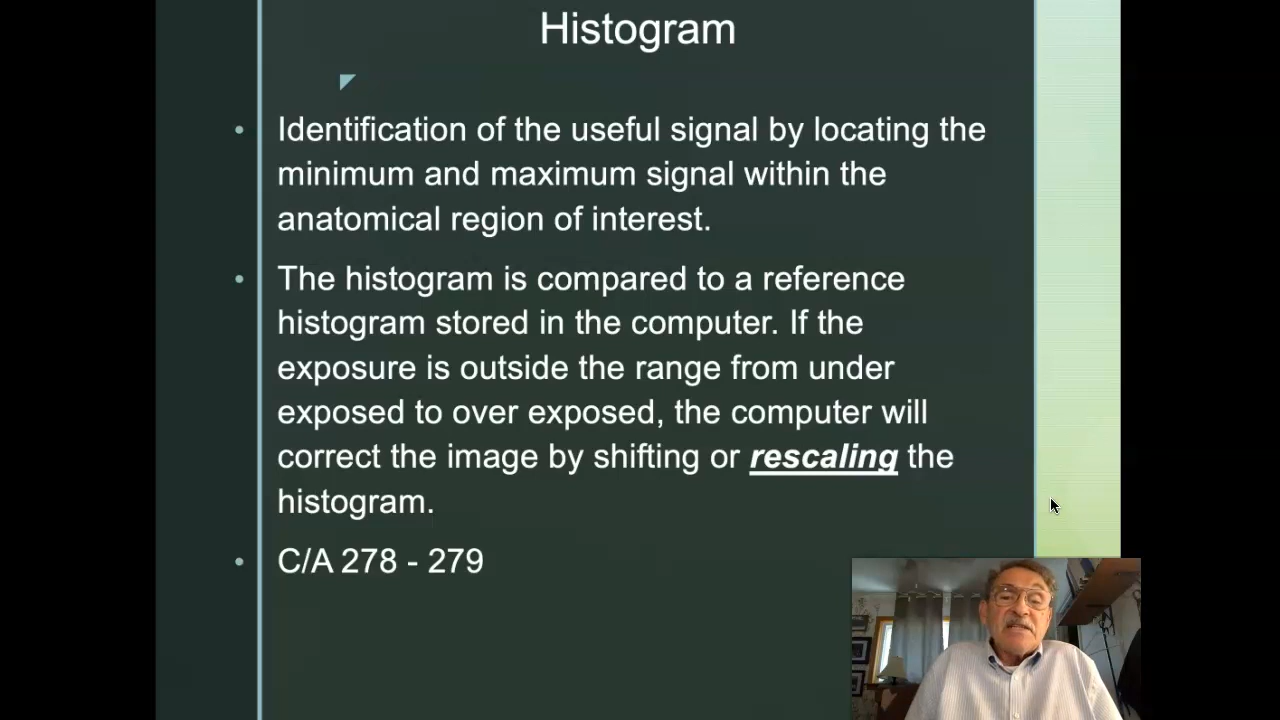 Histogram
• Identification of the useful signal by locating the
minimum and maximum signal within the
anatomical region of interest.
• The histogram is compared to a reference
histogram stored in the computer. If the
exposure is outside the range from under
exposed to over exposed, the computer will
correct the image by shifting or rescaling the
histogram.
• C/A 278 - 279